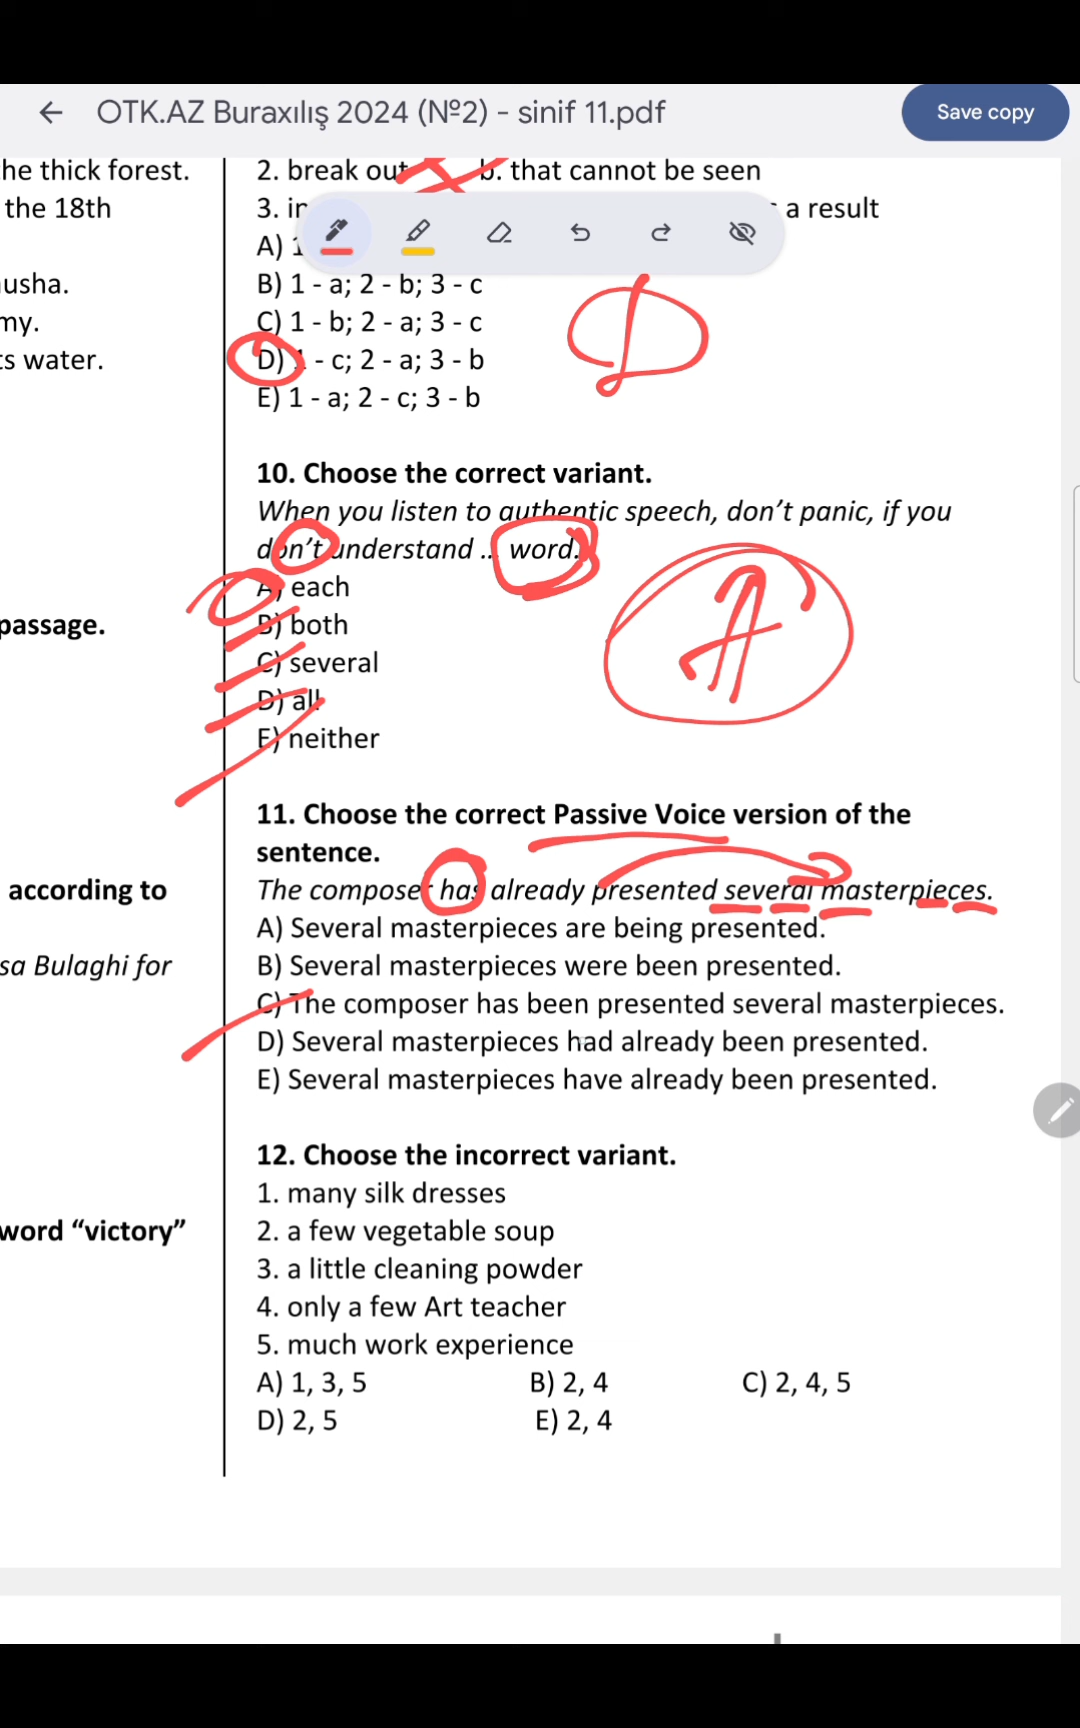 OTK.AZ Buraxılış 2024 (Nº2) - sinif 11.pdf
Save copy
he thick forest.
the 18th
usha.
my.
s water.
passage.
according to
sa Bulaghi for
word “victory”
2. break out
b. that cannot be seen
3. in
a result
A) 1
B) 1 - a; 2 - b; 3 - c
C) 1 - b; 2 - a; 3 - c
D) 1 - c; 2 - a; 3 - b
E) 1 - a; 2 - c; 3 - b
D
10. Choose the correct variant.
When you listen to authentic speech, don’t panic, if you
don’t understand ... word.
A) each
B) both
C) several
D) all
E) neither
A
11. Choose the correct Passive Voice version of the
sentence.
The composer has already presented several masterpieces.
A) Several masterpieces are being presented.
B) Several masterpieces were been presented.
C) The composer has been presented several masterpieces.
D) Several masterpieces had already been presented.
E) Several masterpieces have already been presented.
12. Choose the incorrect variant.
1. many silk dresses
2. a few vegetable soup
3. a little cleaning powder
4. only a few Art teacher
5. much work experience
A) 1, 3, 5 B) 2, 4 C) 2, 4, 5
D) 2, 5 E) 2, 4